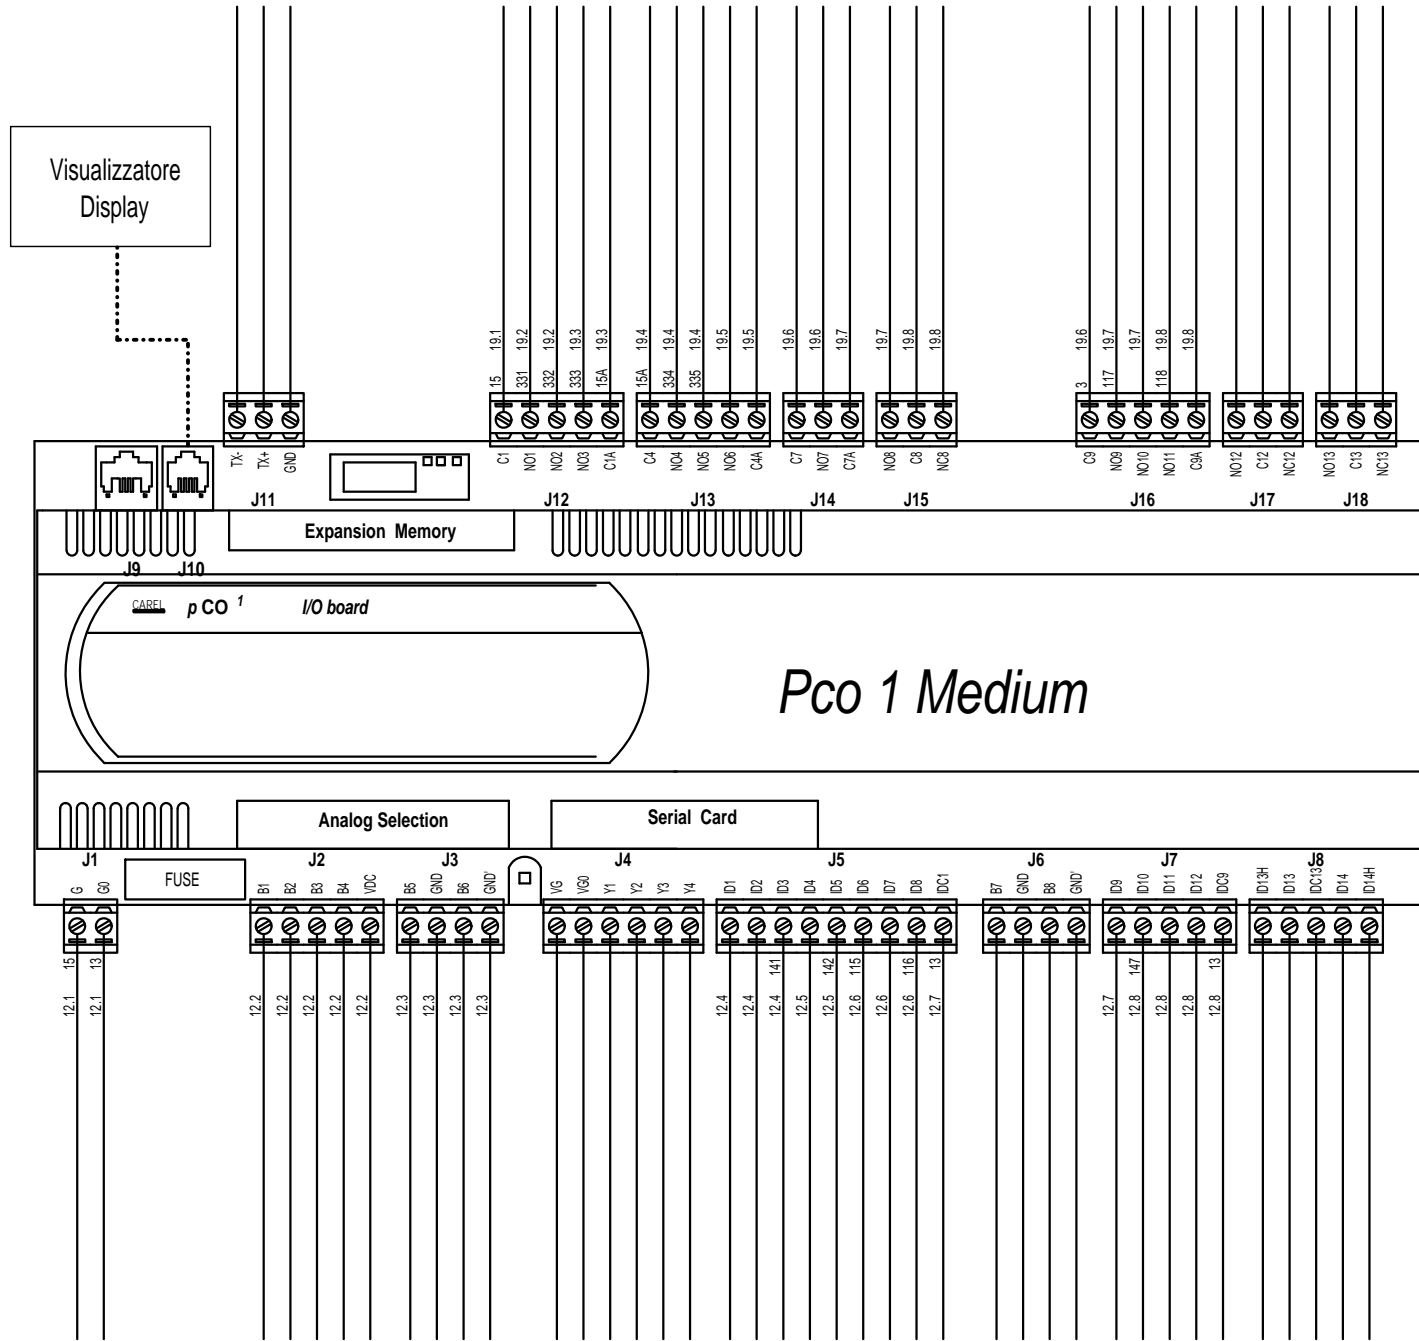 Visualizzatore
Display
19.1 19.2 19.2 19.3 19.3 19.4 19.4 19.4 19.5 19.5 19.6 19.6 19.7 19.7 19.8 19.8 19.6 19.7 19.7 19.8 19.8
15 331 332 333 15A 15A 334 335 3 117 118
TX- TX+ GND C1 NO1 NO2 NO3 C1A C4 NO4 NO5 NO6 C4A C7 NO7 C7A NO8 C8 NC8 C9 NO9 NO10 NO11 C9A NO12 C12 NC12 NO13 C13 NC13
J11 J12 J13 J14 J15 J16 J17 J18
Expansion Memory
J9 J10
CAREL pCO 1 I/O board
Pco 1 Medium
Analog Selection Serial Card
J1 J2 J3 J4 J5 J6 J7 J8
FUSE
G G0 B1 B2 B3 B4 VDC B5 GND B6 GND' VG VG0 Y1 Y2 Y3 Y4 ID1 ID2 ID3 ID4 ID5 ID6 ID7 ID8 IDC1 B7 GND B8 GND' ID9 ID10 ID11 ID12 IDC9 ID13H ID13 IDC13 ID14 ID14H
15 13 141 142 115 116 13 147 13
12.1 12.1 12.2 12.2 12.2 12.2 12.2 12.3 12.3 12.3 12.3 12.4 12.4 12.4 12.5 12.5 12.6 12.6 12.6 12.7 12.7 12.8 12.8 12.8 12.8